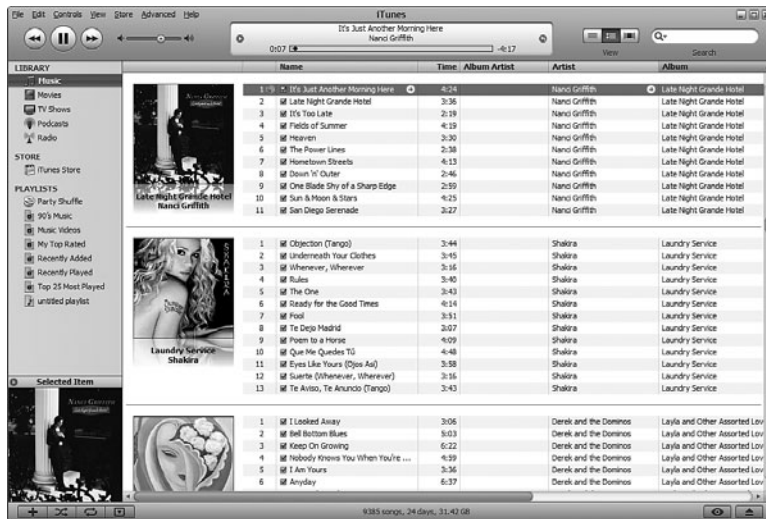 File Edit Controls View Store Advanced Help
iTunes
It's Just Another Morning Here
Nanci Griffith
0:07 -4:17
View
Search
LIBRARY
Music
Movies
TV Shows
Podcasts
Radio
STORE
iTunes Store
PLAYLISTS
Party Shuffle
90's Music
Music Videos
My Top Rated
Recently Added
Recently Played
Top 25 Most Played
untitled playlist
Selected Item
NANCI GRIFFITH
Name Time Album Artist Artist Album
NANCI GRIFFITH
Late Night Grande Hotel
Nanci Griffith
1 It's Just Another Morning Here 4:24 Nanci Griffith Late Night Grande Hotel
2 Late Night Grande Hotel 3:36 Nanci Griffith Late Night Grande Hotel
3 It's Too Late 2:19 Nanci Griffith Late Night Grande Hotel
4 Fields of Summer 4:19 Nanci Griffith Late Night Grande Hotel
5 Heaven 3:30 Nanci Griffith Late Night Grande Hotel
6 The Power Lines 2:38 Nanci Griffith Late Night Grande Hotel
7 Hometown Streets 4:13 Nanci Griffith Late Night Grande Hotel
8 Down 'n' Outer 2:46 Nanci Griffith Late Night Grande Hotel
9 One Blade Shy of a Sharp Edge 2:59 Nanci Griffith Late Night Grande Hotel
10 Sun & Moon & Stars 4:25 Nanci Griffith Late Night Grande Hotel
11 San Diego Serenade 3:27 Nanci Griffith Late Night Grande Hotel
SHAKIRA
Laundry Service
Shakira
1 Objection (Tango) 3:44 Shakira Laundry Service
2 Underneath Your Clothes 3:45 Shakira Laundry Service
3 Whenever, Wherever 3:16 Shakira Laundry Service
4 Rules 3:40 Shakira Laundry Service
5 The One 3:43 Shakira Laundry Service
6 Ready for the Good Times 4:14 Shakira Laundry Service
7 Fool 3:51 Shakira Laundry Service
8 Te Dejo Madrid 3:07 Shakira Laundry Service
9 Poem to a Horse 4:09 Shakira Laundry Service
10 Que Me Quedes Tú 4:48 Shakira Laundry Service
11 Eyes Like Yours (Ojos Así) 3:58 Shakira Laundry Service
12 Suerte (Whenever, Wherever) 3:16 Shakira Laundry Service
13 Te Aviso, Te Anuncio (Tango) 3:43 Shakira Laundry Service
1 I Looked Away 3:06 Derek and the Dominos Layla and Other Assorted Lov
2 Bell Bottom Blues 5:03 Derek and the Dominos Layla and Other Assorted Lov
3 Keep On Growing 6:22 Derek and the Dominos Layla and Other Assorted Lov
4 Nobody Knows You When You're ... 4:59 Derek and the Dominos Layla and Other Assorted Lov
5 I Am Yours 3:36 Derek and the Dominos Layla and Other Assorted Lov
6 Anyday 6:37 Derek and the Dominos Layla and Other Assorted Lov
9385 songs, 24 days, 31.42 GB